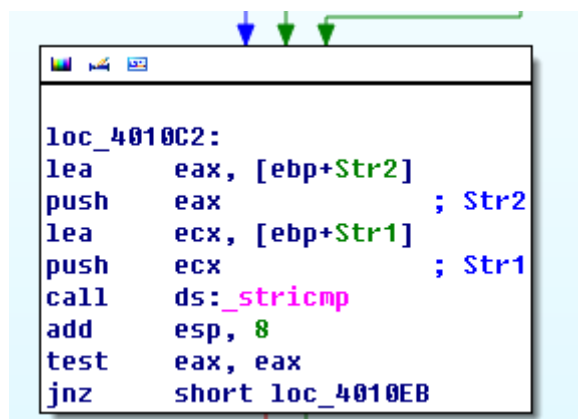 loc_4010C2:
lea eax, [ebp+Str2]
push eax ; Str2
lea ecx, [ebp+Str1]
push ecx ; Str1
call ds:_stricmp
add esp, 8
test eax, eax
jnz short loc_4010EB